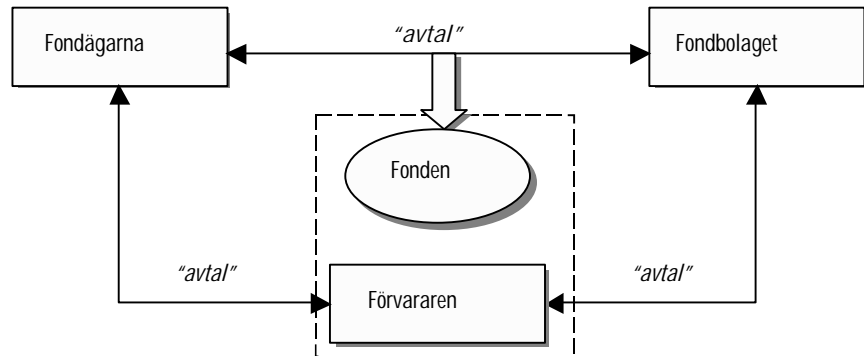 “avtal”
Fondägarna
Fondbolaget
Fonden
“avtal”
“avtal”
Förvararen